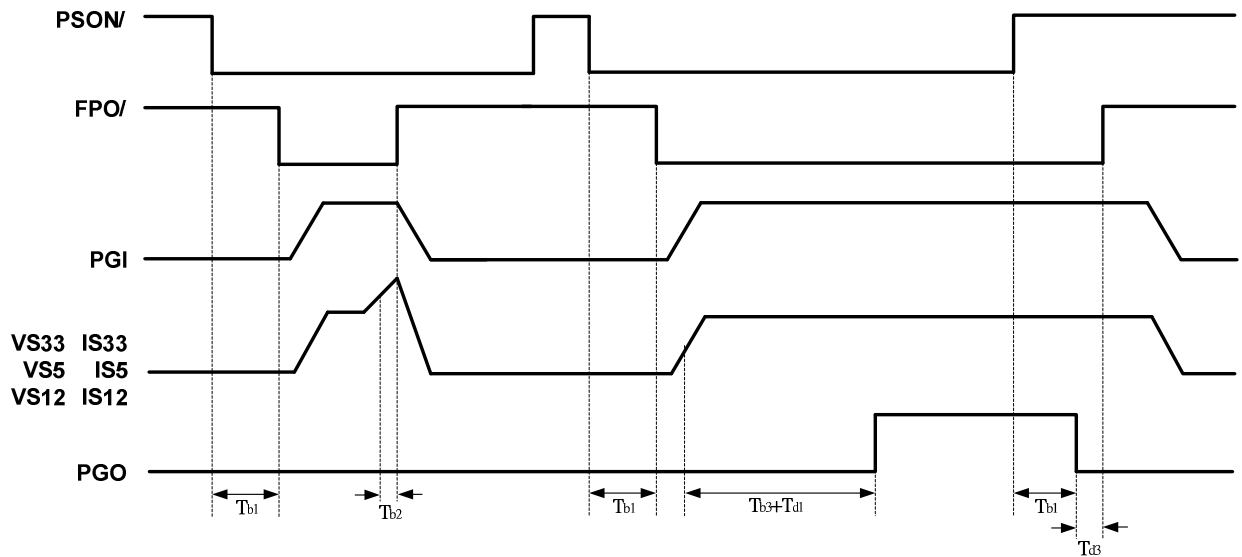 PSON/
FPO/
PGI
VS33 IS33
VS5 IS5
VS12 IS12
PGO
Tb1
Tb2
Tb1
Tb3+Td1
Tb1
Td3